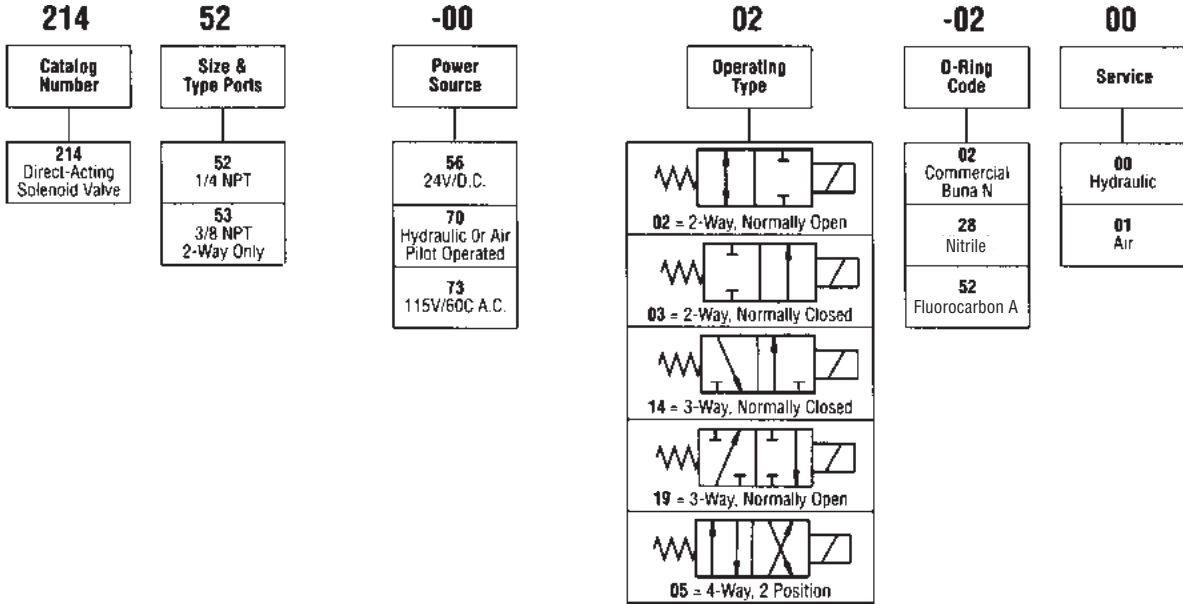 214 52 -00 02 -02 00
Catalog
Number
Size &
Type Ports
Power
Source
Operating
Type
O-Ring
Code
Service
214
Direct-Acting
Solenoid Valve
52
1/4 NPT
53
3/8 NPT
2-Way Only
56
24V/D.C.
70
Hydraulic Or Air
Pilot Operated
73
115V/60C A.C.
02 = 2-Way, Normally Open
03 = 2-Way, Normally Closed
14 = 3-Way, Normally Closed
19 = 3-Way, Normally Open
05 = 4-Way, 2 Position
02
Commercial
Buna N
28
Nitrile
52
Fluorocarbon A
00
Hydraulic
01
Air